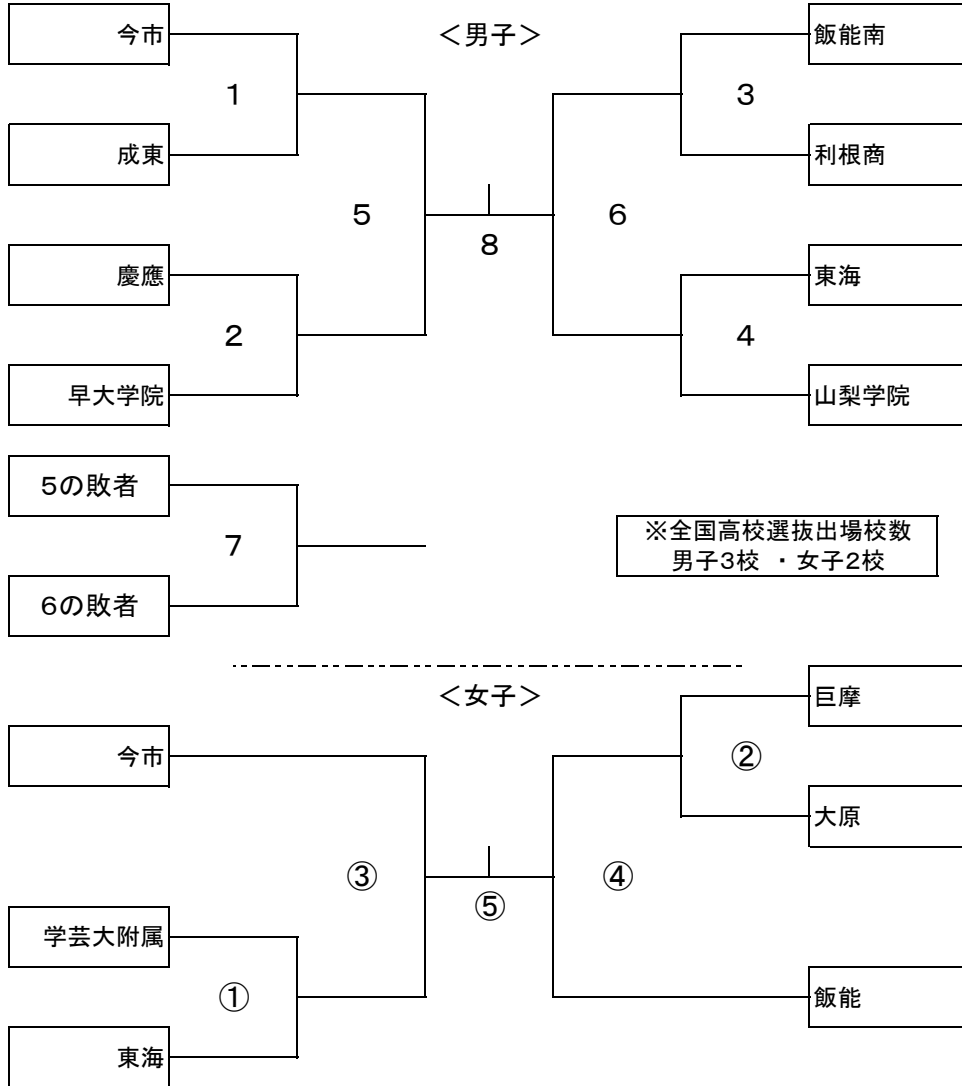 今市
＜男子＞
飯能南
1
3
成東
利根商
5
6
8
慶應
東海
2
4
早大学院
山梨学院
5の敗者
7
※全国高校選抜出場校数
男子3校 ・女子2校
6の敗者
＜女子＞
巨摩
今市
②
大原
③
④
⑤
学芸大附属
①
飯能
東海